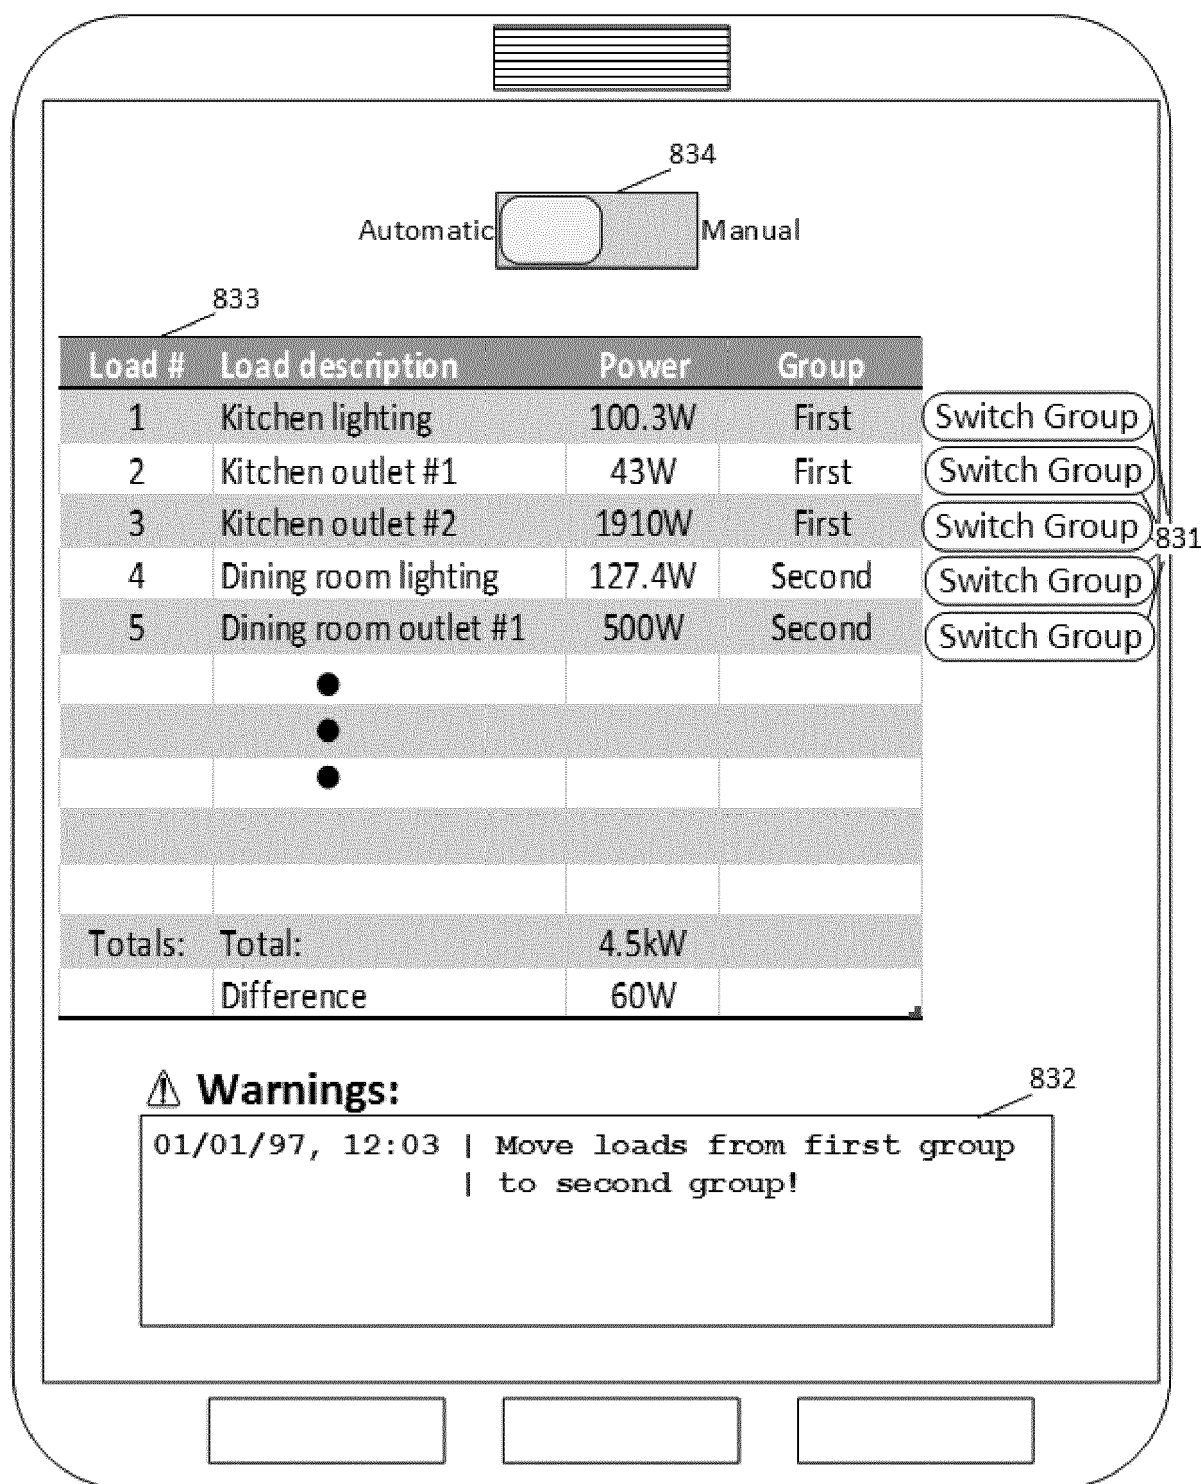 834
Automatic Manual
833
Load # Load description Power Group
1 Kitchen lighting 100.3W First Switch Group
2 Kitchen outlet #1 43W First Switch Group
3 Kitchen outlet #2 1910W First Switch Group
831
4 Dining room lighting 127.4W Second Switch Group
5 Dining room outlet #1 500W Second Switch Group
Totals: Total: 4.5kW
Difference 60W
⚠ Warnings:
832
01/01/97, 12:03 | Move loads from first group
| to second group!